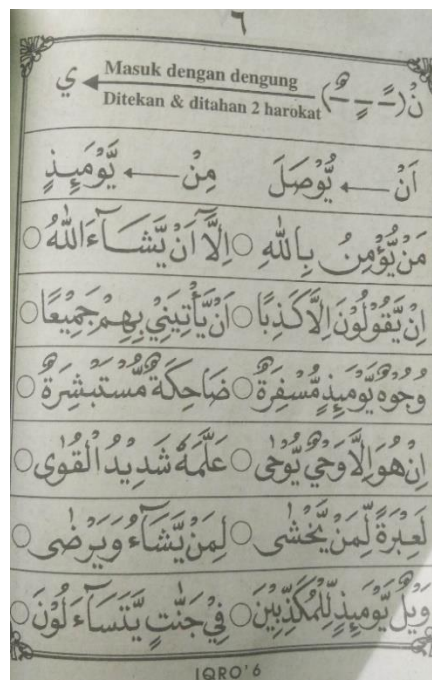 ٦
نْ (ـًـ ـٍـ ـٌـ) Masuk dengan dengung ي
Ditekan & ditahan 2 harokat
اَنْ ← يُّوْصَلَ مِنْ ← يَّوْمَئِذٍ
مَنْ يُّؤْمِنُ بِاللّٰهِ ○ اِلَّآ اَنْ يَّشَآءَ اللّٰهُ ○
اِنْ يَّقُوْلُوْنَ اِلَّا كَذِبًا ○ اَنْ يَّأْتِيَنِيْ بِهِمْ جَمِيْعًا ○
وُجُوْهٌ يَّوْمَئِذٍ مُّسْفِرَةٌ ○ ضَاحِكَةٌ مُّسْتَبْشِرَةٌ ○
اِنْ هُوَ اِلَّا وَحْيٌ يُّوْحٰى ○ عَلَّمَهٗ شَدِيْدُ الْقُوٰى ○
لَعِبْرَةً لِّمَنْ يَّخْشٰى ○ لِمَنْ يَّشَآءُ وَيَرْضٰى ○
وَيْلٌ يَّوْمَئِذٍ لِّلْمُكَذِّبِيْنَ ○ فِيْ جَنّٰتٍ يَّتَسَآءَلُوْنَ ○
IQRO'6